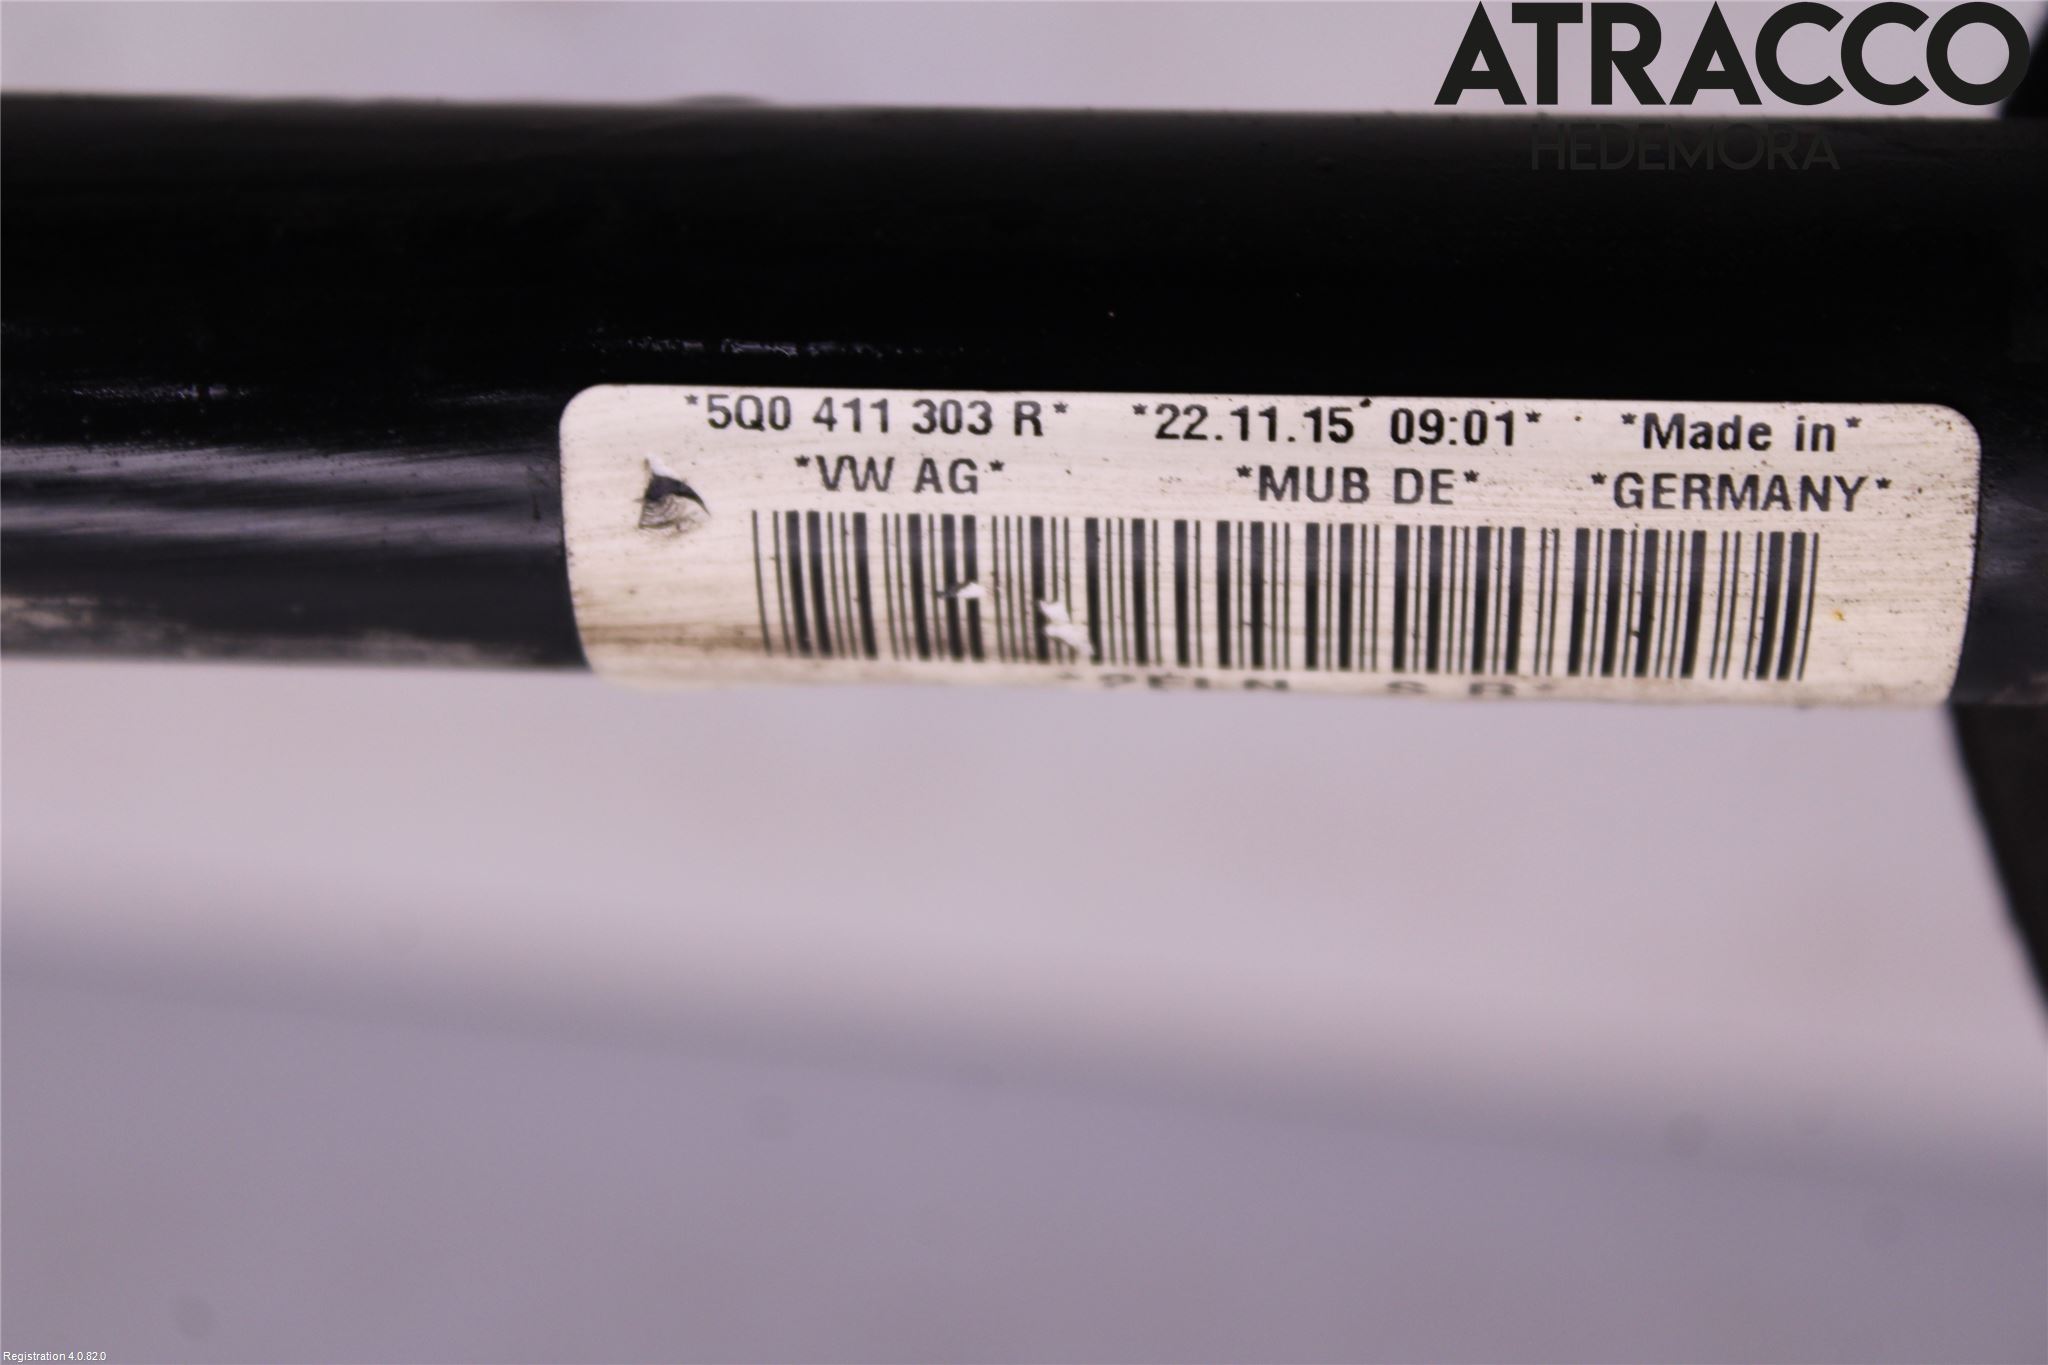 ATRACCO
HEDEMORA
*5Q0 411 303 R* *22.11.15 09:01* *Made in*
*VW AG* *MUB DE* *GERMANY*
Registration 4.0.82.0